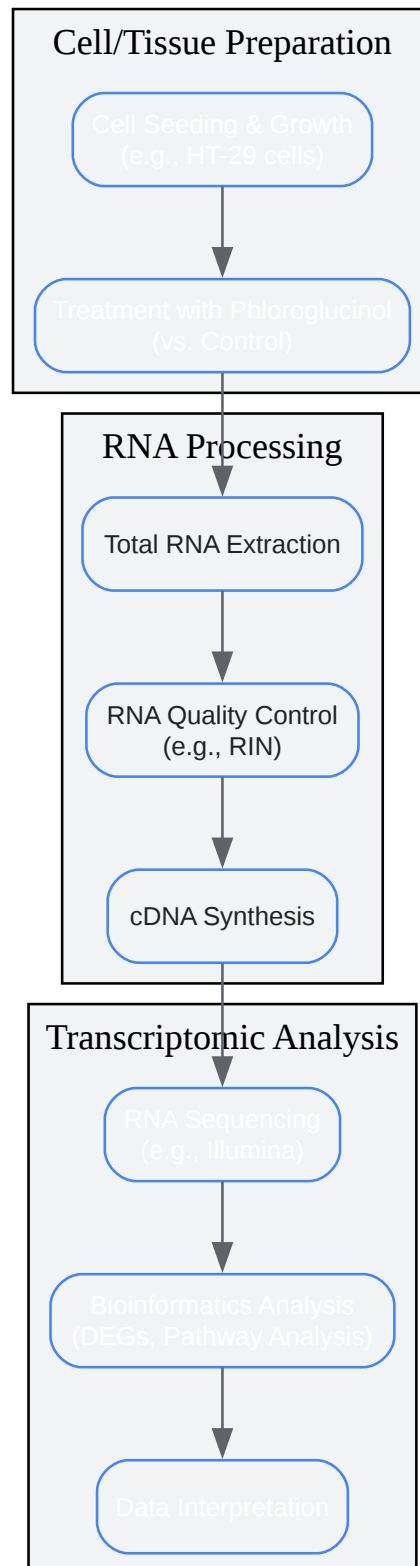 Cell/Tissue Preparation
Cell Seeding & Growth
(e.g., HT-29 cells)
Treatment with Phloroglucinol
(vs. Control)
RNA Processing
Total RNA Extraction
RNA Quality Control
(e.g., RIN)
cDNA Synthesis
Transcriptomic Analysis
RNA Sequencing
(e.g., Illumina)
Bioinformatics Analysis
(DEGs, Pathway Analysis)
Data Interpretation